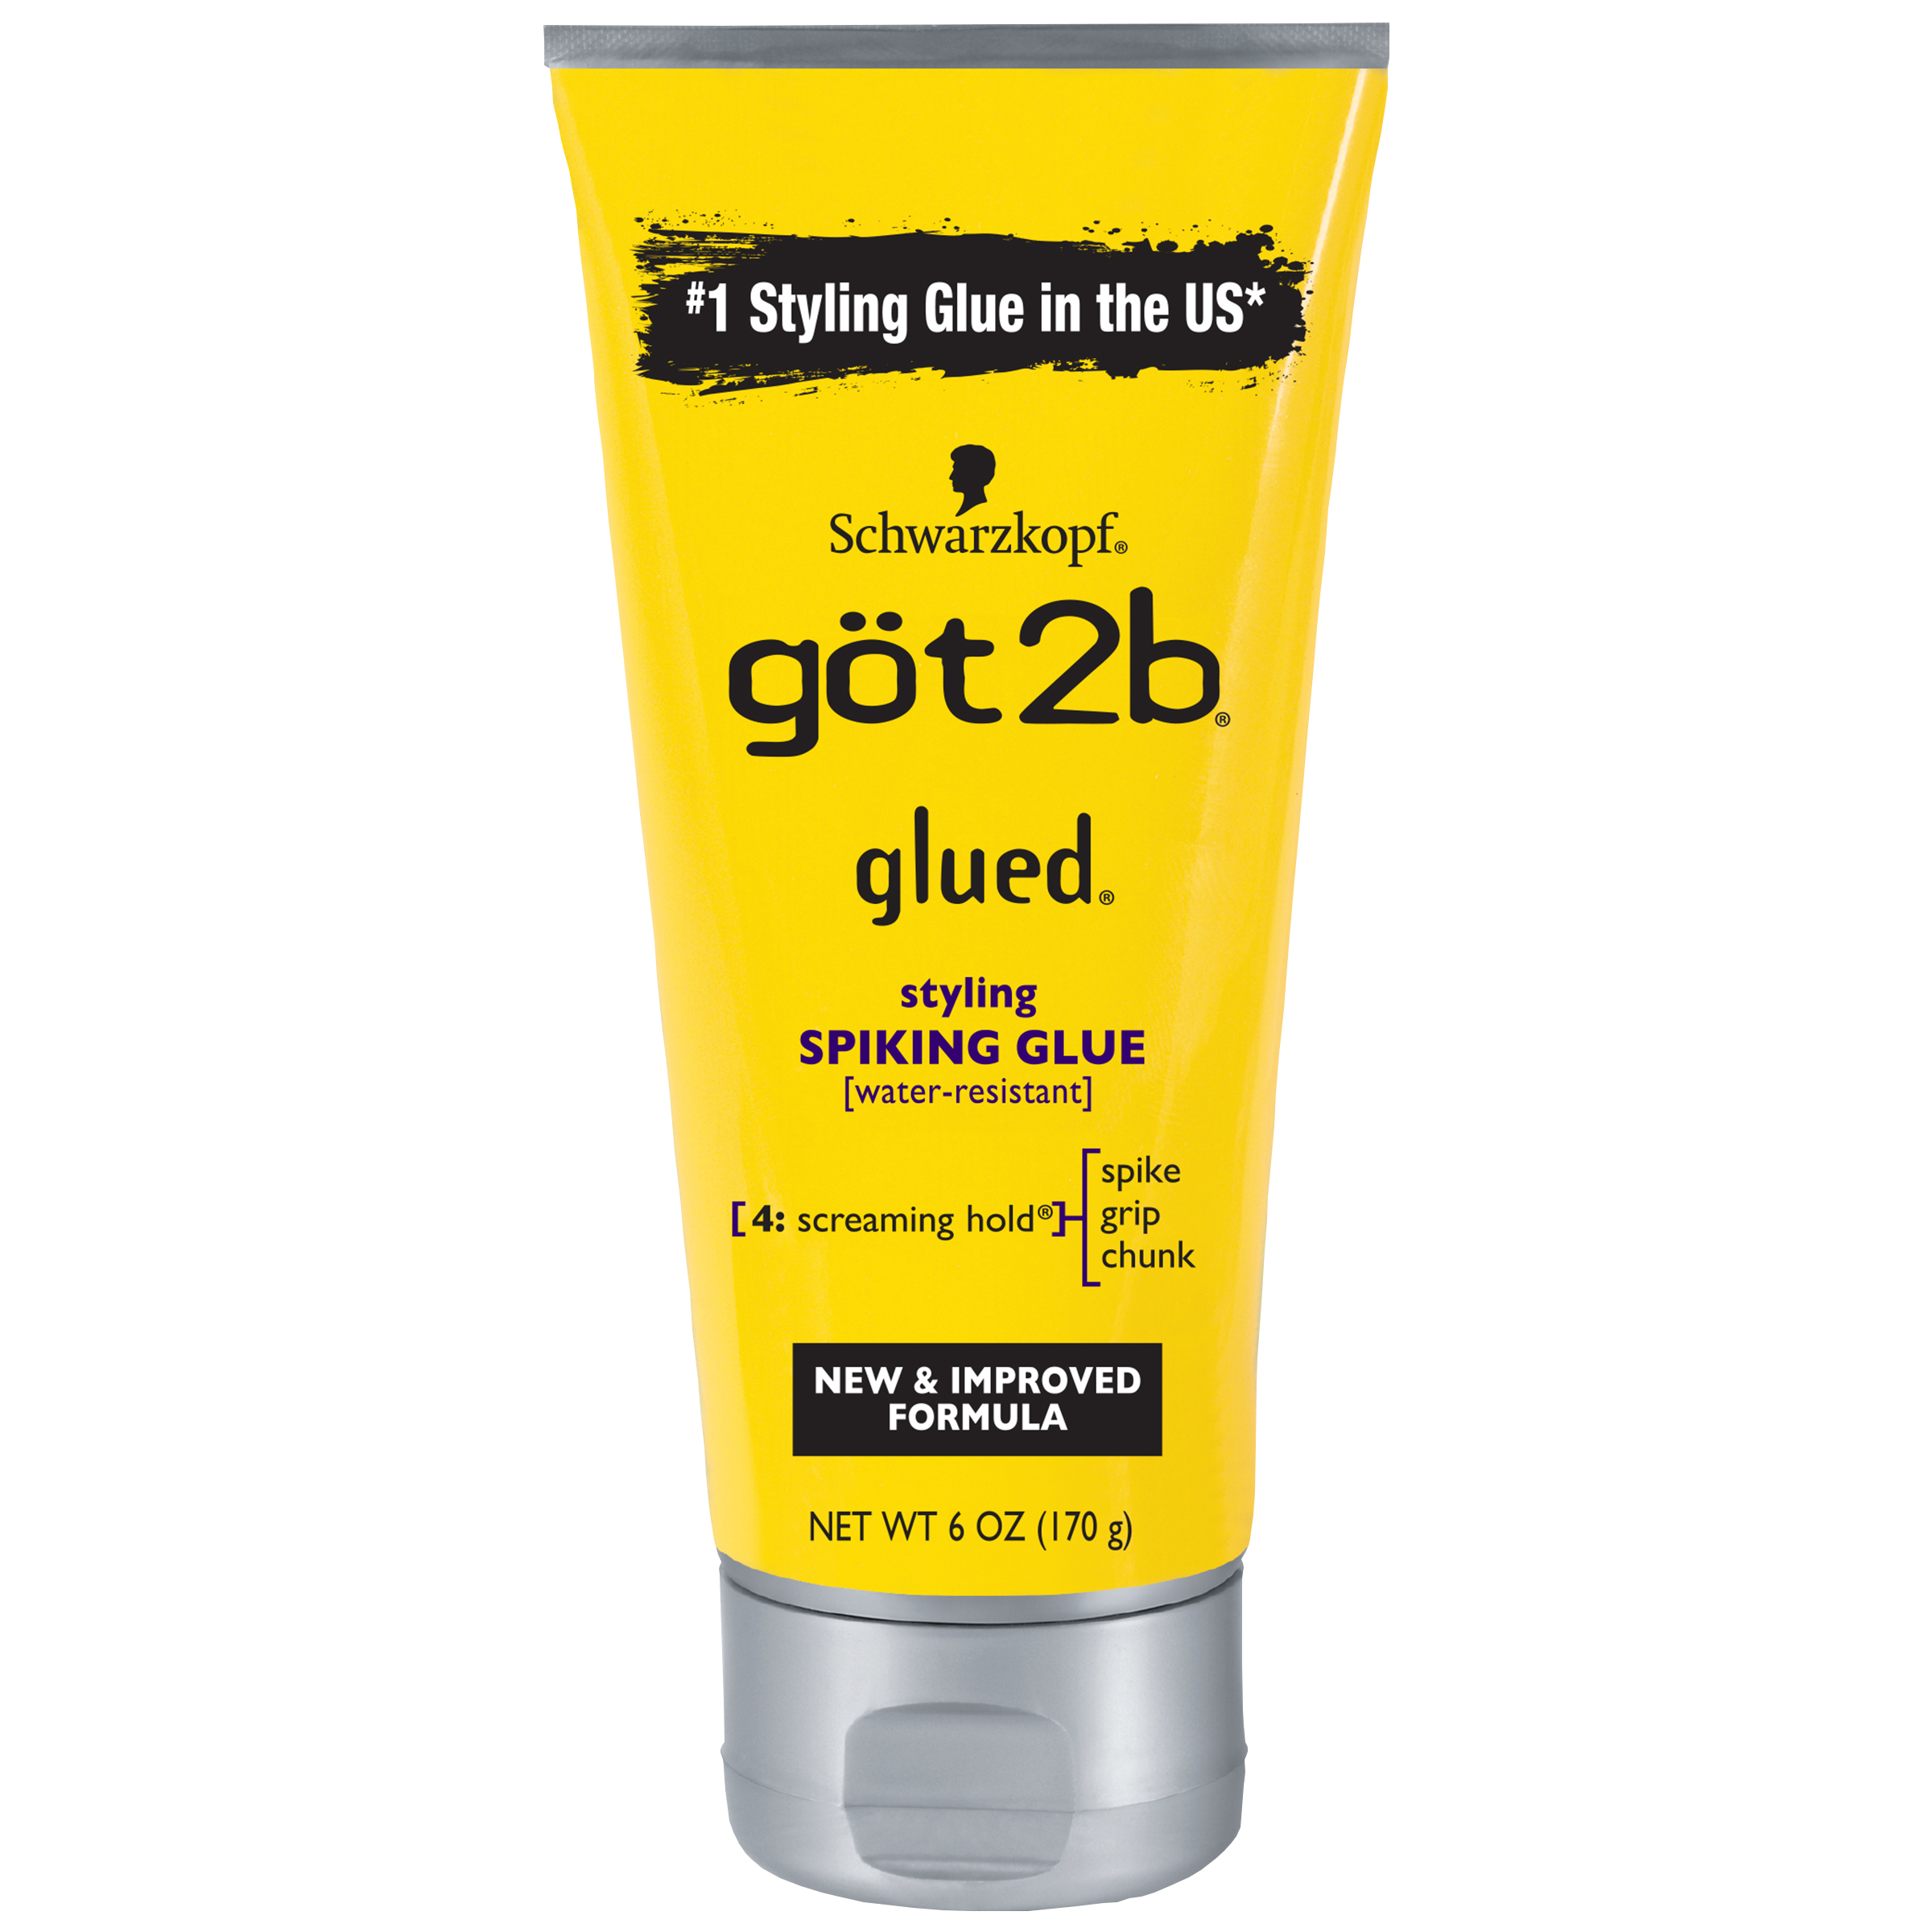 #1 Styling Glue in the US*
Schwarzkopf®
göt2b®
glued®
styling
SPIKING GLUE
[water-resistant]
[4: screaming hold®]
spike
grip
chunk
NEW & IMPROVED
FORMULA
NET WT 6 OZ (170 g)